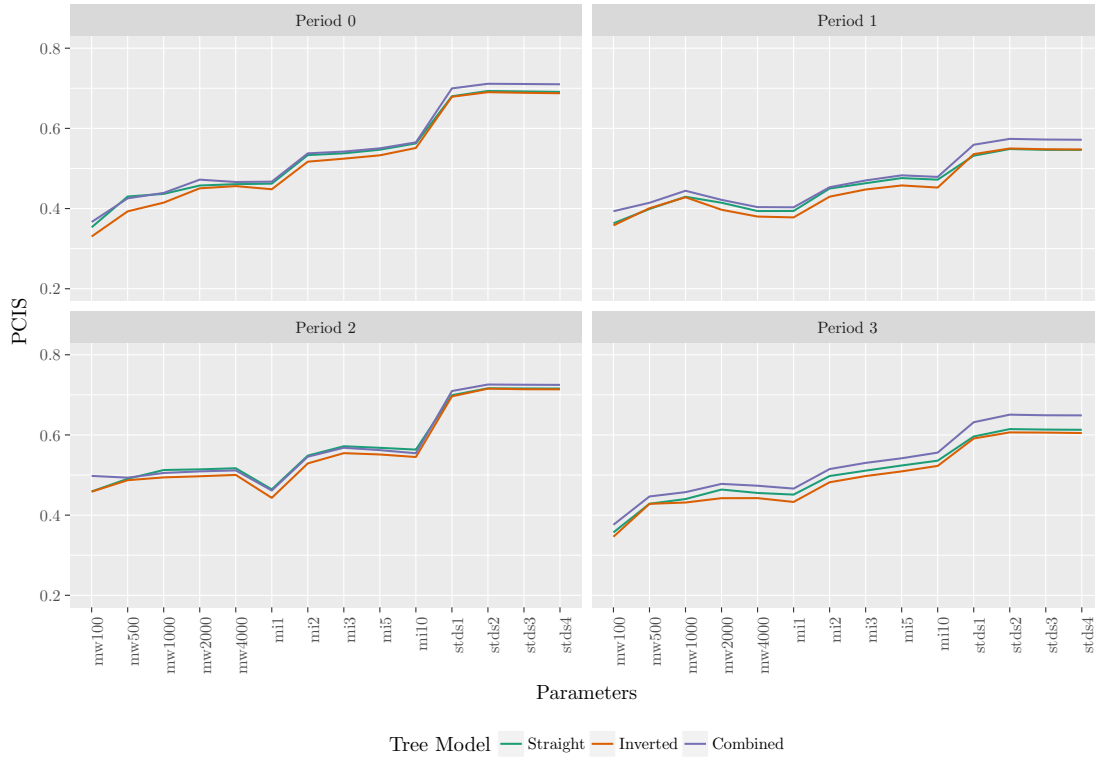 Period 0
Period 1
0.8
0.6
0.4
0.2
PCIS
Period 2
Period 3
0.8
0.6
0.4
0.2
mw100
mw500
mw1000
mw2000
mw4000
mi1
mi2
mi3
mi5
mi10
stds1
stds2
stds3
stds4
mw100
mw500
mw1000
mw2000
mw4000
mi1
mi2
mi3
mi5
mi10
stds1
stds2
stds3
stds4
Parameters
Tree Model Straight Inverted Combined